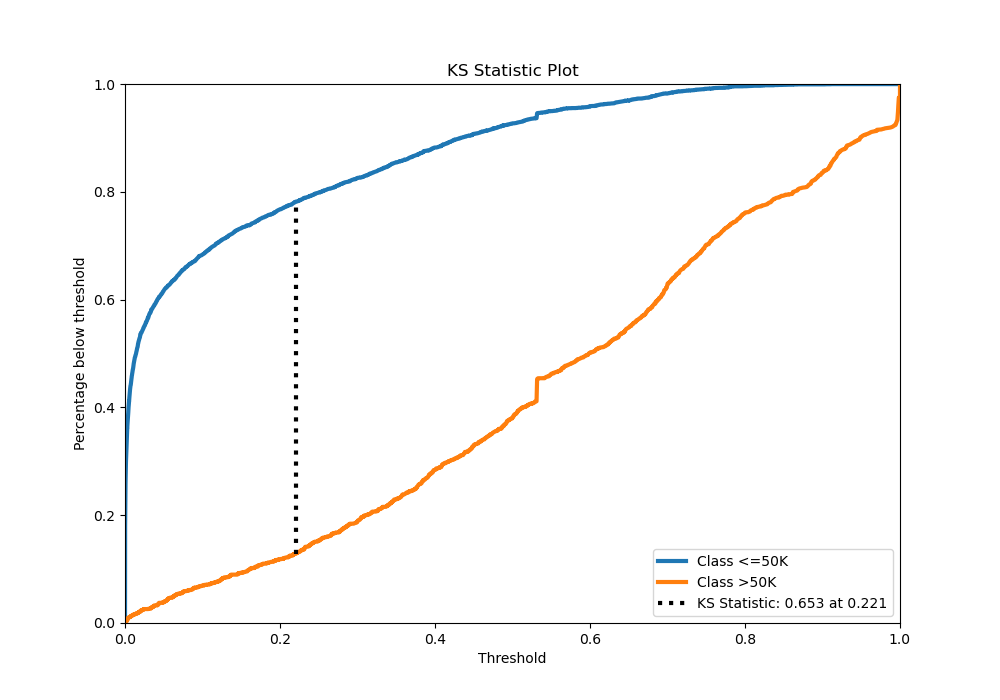 KS Statistic Plot
1.0
0.8
0.6
0.4
0.2
0.0
Percentage below threshold
Class <=50K
Class >50K
KS Statistic: 0.653 at 0.221
0.0 0.2 0.4 0.6 0.8 1.0
Threshold